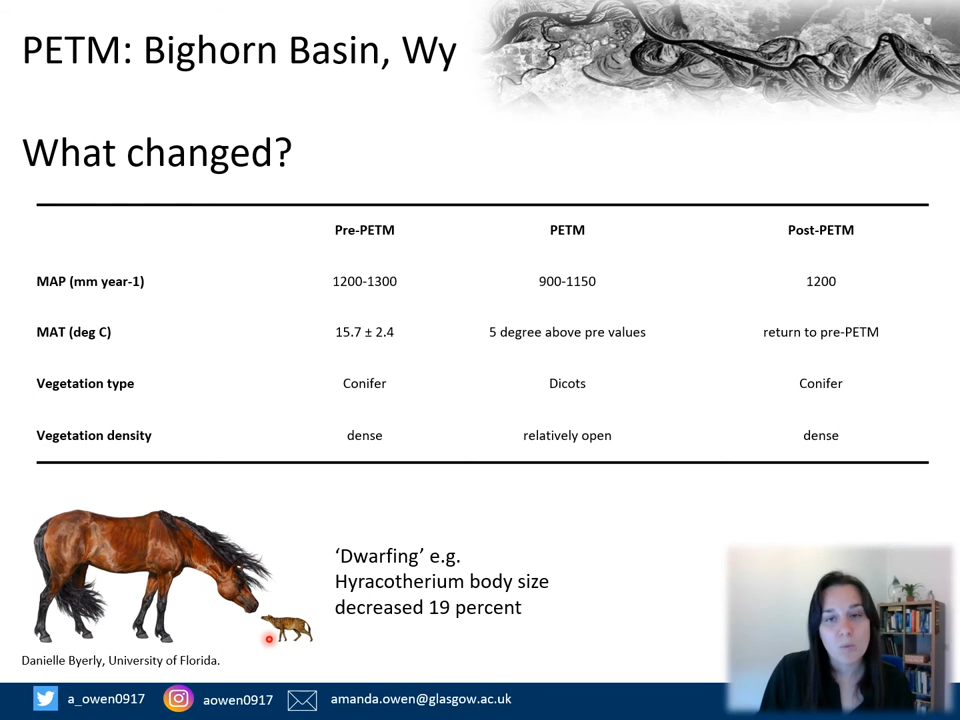 PETM: Bighorn Basin, Wy
What changed?
Pre-PETM PETM Post-PETM
MAP (mm year-1) 1200-1300 900-1150 1200
MAT (deg C) 15.7 ± 2.4 5 degree above pre values return to pre-PETM
Vegetation type Conifer Dicots Conifer
Vegetation density dense relatively open dense
‘Dwarfing’ e.g.
Hyracotherium body size
decreased 19 percent
Danielle Byerly, University of Florida.
a_owen0917 aowen0917 amanda.owen@glasgow.ac.uk